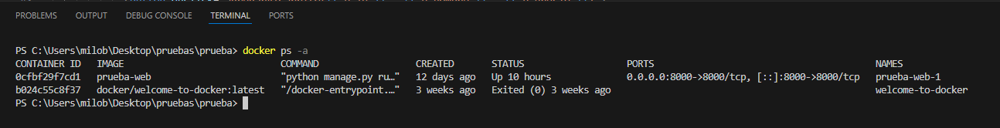 PROBLEMS OUTPUT DEBUG CONSOLE TERMINAL PORTS
PS C:\Users\milob\Desktop\pruebas\prueba> docker ps -a
CONTAINER ID IMAGE COMMAND CREATED STATUS PORTS NAMES
0cfbf29f7cd1 prueba-web "python manage.py ru…" 12 days ago Up 10 hours 0.0.0.0:8000->8000/tcp, [::]:8000->8000/tcp prueba-web-1
b024c55c8f37 docker/welcome-to-docker:latest "/docker-entrypoint.…" 3 weeks ago Exited (0) 3 weeks ago welcome-to-docker
PS C:\Users\milob\Desktop\pruebas\prueba>